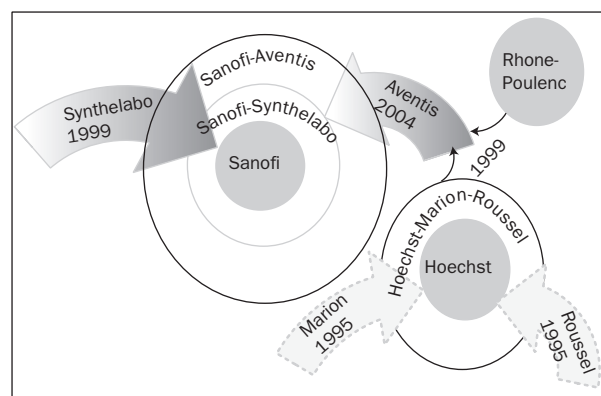 Sanofi-Aventis
Synthelabo
1999
Sanofi-Synthelabo
Sanofi
Aventis
2004
Rhone-
Poulenc
1999
Hoechst-Marion-Roussel
Hoechst
Marion
1995
Roussel
1995